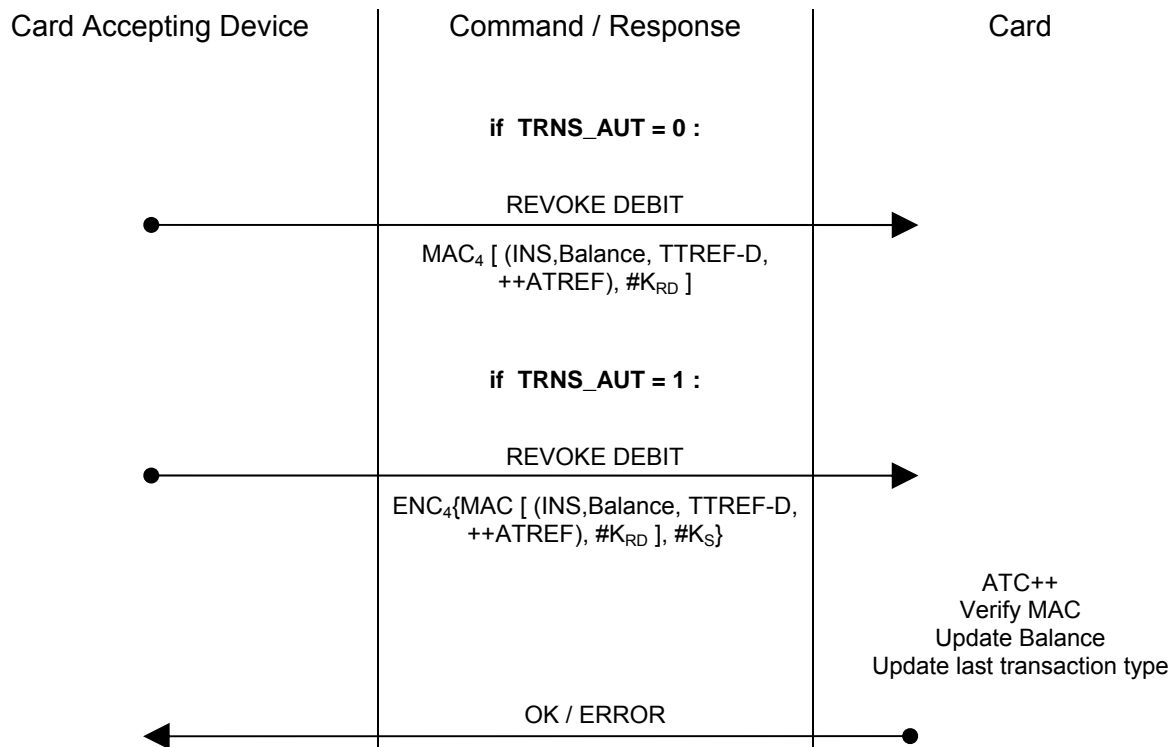 Card Accepting Device
Command / Response
Card
if TRNS_AUT = 0 :
REVOKE DEBIT
MAC4 [ (INS,Balance, TTREF-D,
++ATREF), #KRD ]
if TRNS_AUT = 1 :
REVOKE DEBIT
ENC4{MAC [ (INS,Balance, TTREF-D,
++ATREF), #KRD ], #KS}
ATC++
Verify MAC
Update Balance
Update last transaction type
OK / ERROR